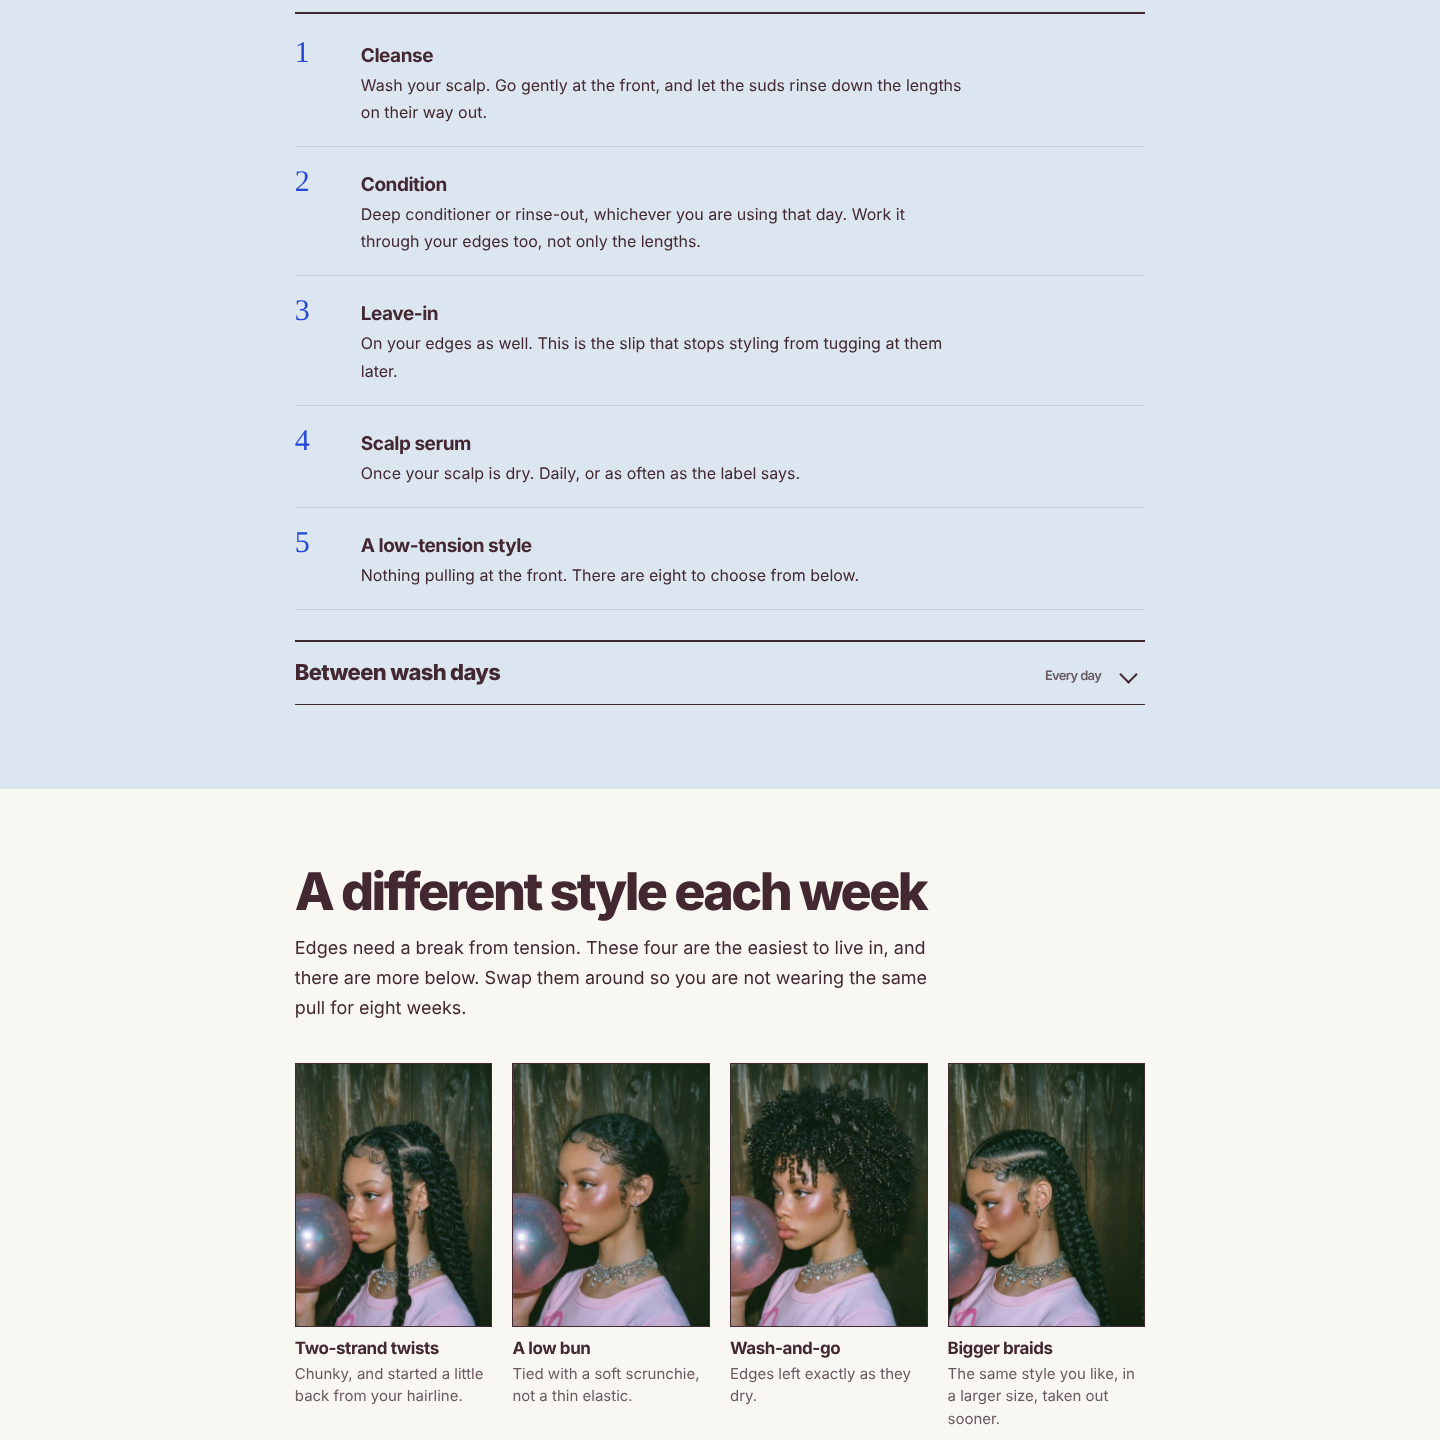 1
Cleanse
Wash your scalp. Go gently at the front, and let the suds rinse down the lengths
on their way out.
2
Condition
Deep conditioner or rinse-out, whichever you are using that day. Work it
through your edges too, not only the lengths.
3
Leave-in
On your edges as well. This is the slip that stops styling from tugging at them
later.
4
Scalp serum
Once your scalp is dry. Daily, or as often as the label says.
5
A low-tension style
Nothing pulling at the front. There are eight to choose from below.
Between wash days
Every day
A different style each week
Edges need a break from tension. These four are the easiest to live in, and
there are more below. Swap them around so you are not wearing the same
pull for eight weeks.
Two-strand twists
Chunky, and started a little
back from your hairline.
A low bun
Tied with a soft scrunchie,
not a thin elastic.
Wash-and-go
Edges left exactly as they
dry.
Bigger braids
The same style you like, in
a larger size, taken out
sooner.